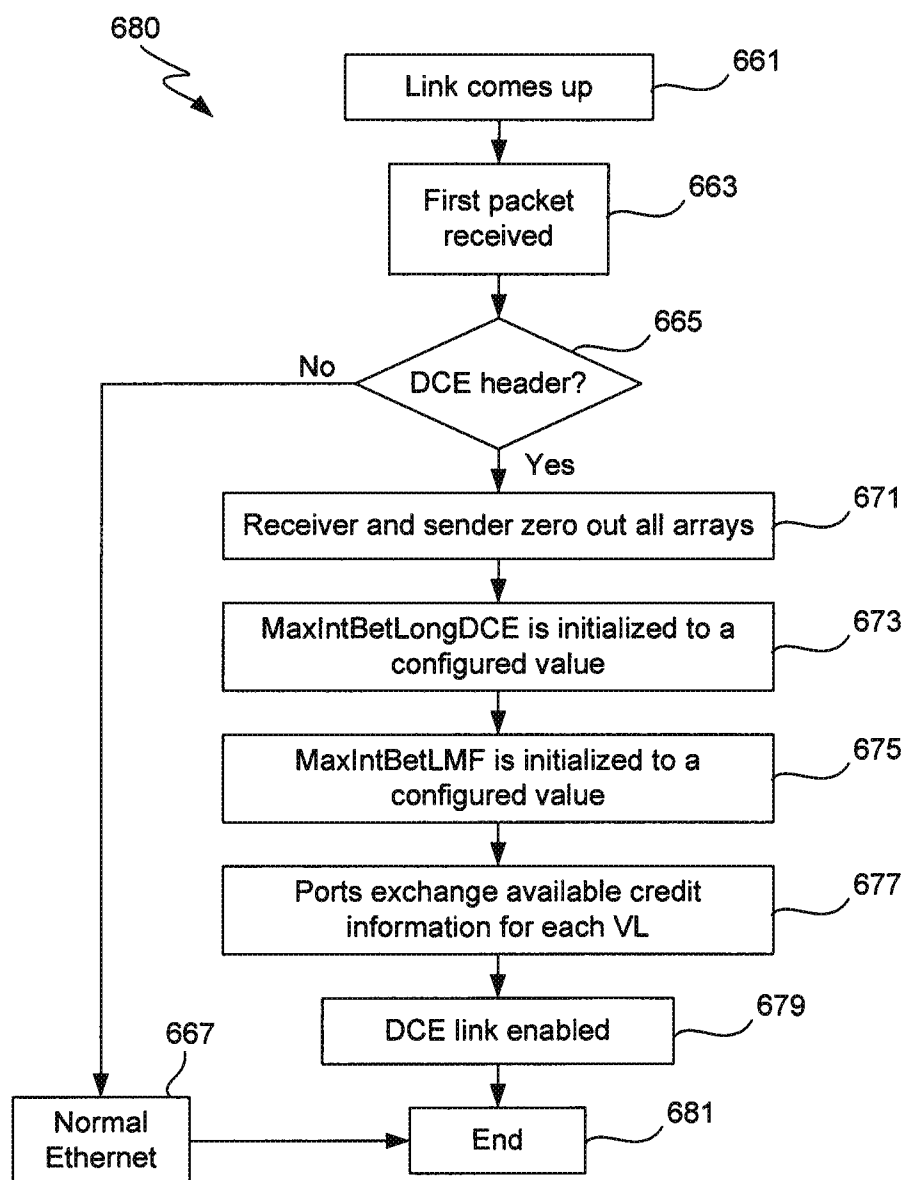 680
661
Link comes up
663
First packet
received
665
No
DCE header?
Yes
671
Receiver and sender zero out all arrays
673
MaxIntBetLongDCE is initialized to a
configured value
675
MaxIntBetLMF is initialized to a
configured value
677
Ports exchange available credit
information for each VL
679
DCE link enabled
667
681
Normal
Ethernet
End